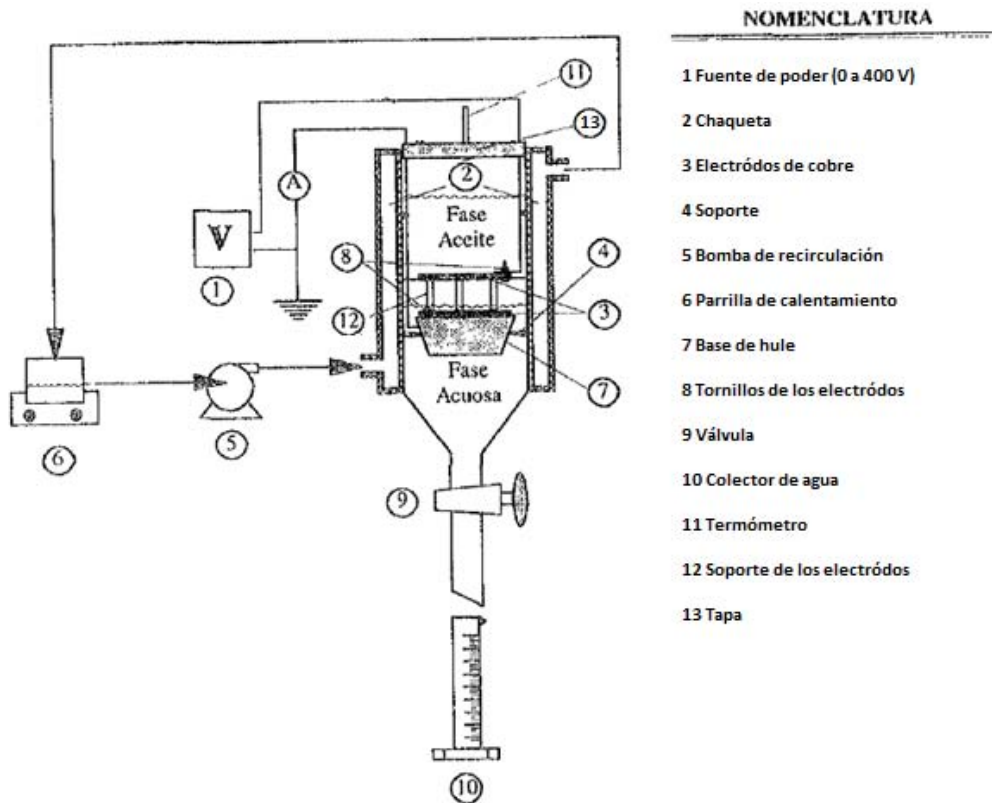 NOMENCLATURA
1 Fuente de poder (0 a 400 V)
2 Chaqueta
3 Electródos de cobre
4 Soporte
5 Bomba de recirculación
6 Parrilla de calentamiento
7 Base de hule
8 Tornillos de los electródos
9 Válvula
10 Colector de agua
11 Termómetro
12 Soporte de los electródos
13 Tapa
11
13
A
2
V
Fase
Aceite
1
8
4
12
3
Fase
Acuosa
7
6
5
9
10